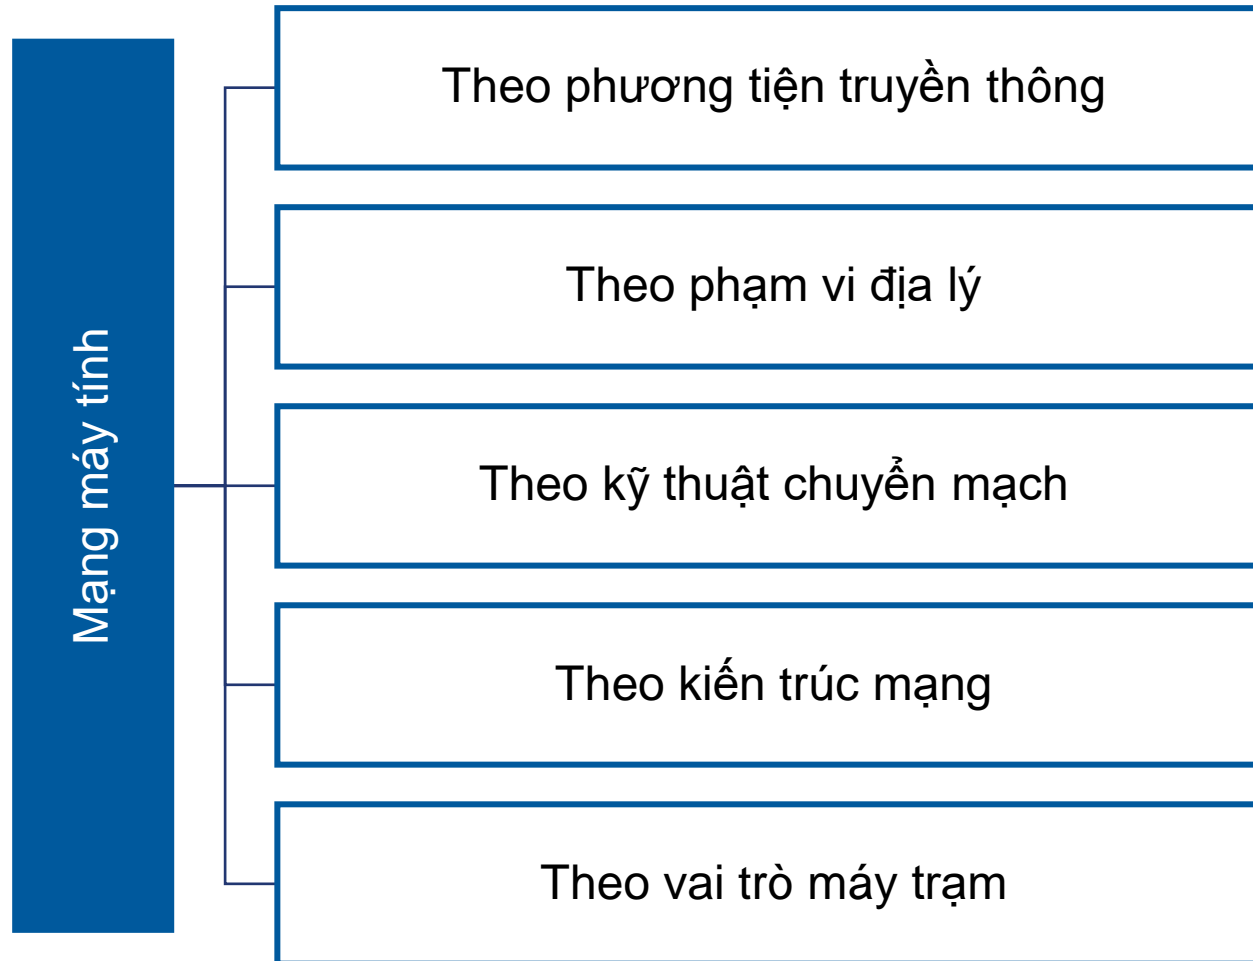 Mạng máy tính
Theo phương tiện truyền thông
Theo phạm vi địa lý
Theo kỹ thuật chuyển mạch
Theo kiến trúc mạng
Theo vai trò máy trạm